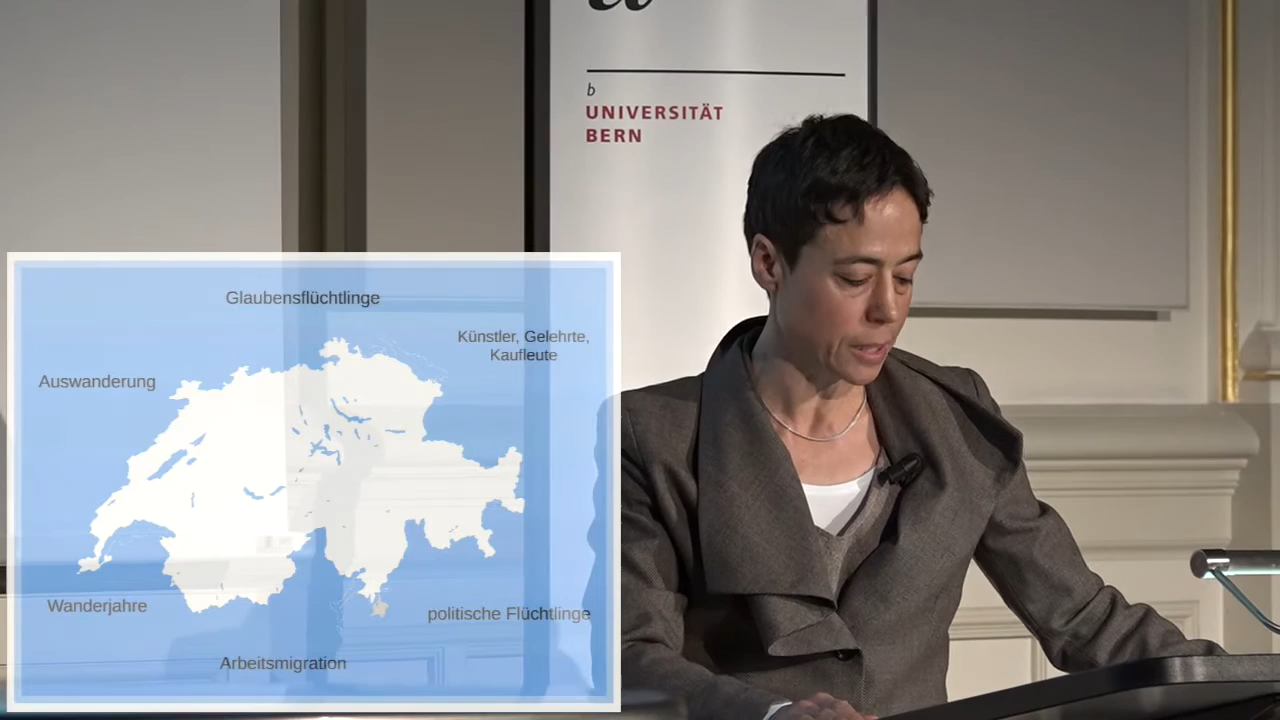 b
UNIVERSITÄT
BERN
Glaubensflüchtlinge
Künstler, Gelehrte,
Kaufleute
Auswanderung
Wanderjahre
politische Flüchtlinge
Arbeitsmigration